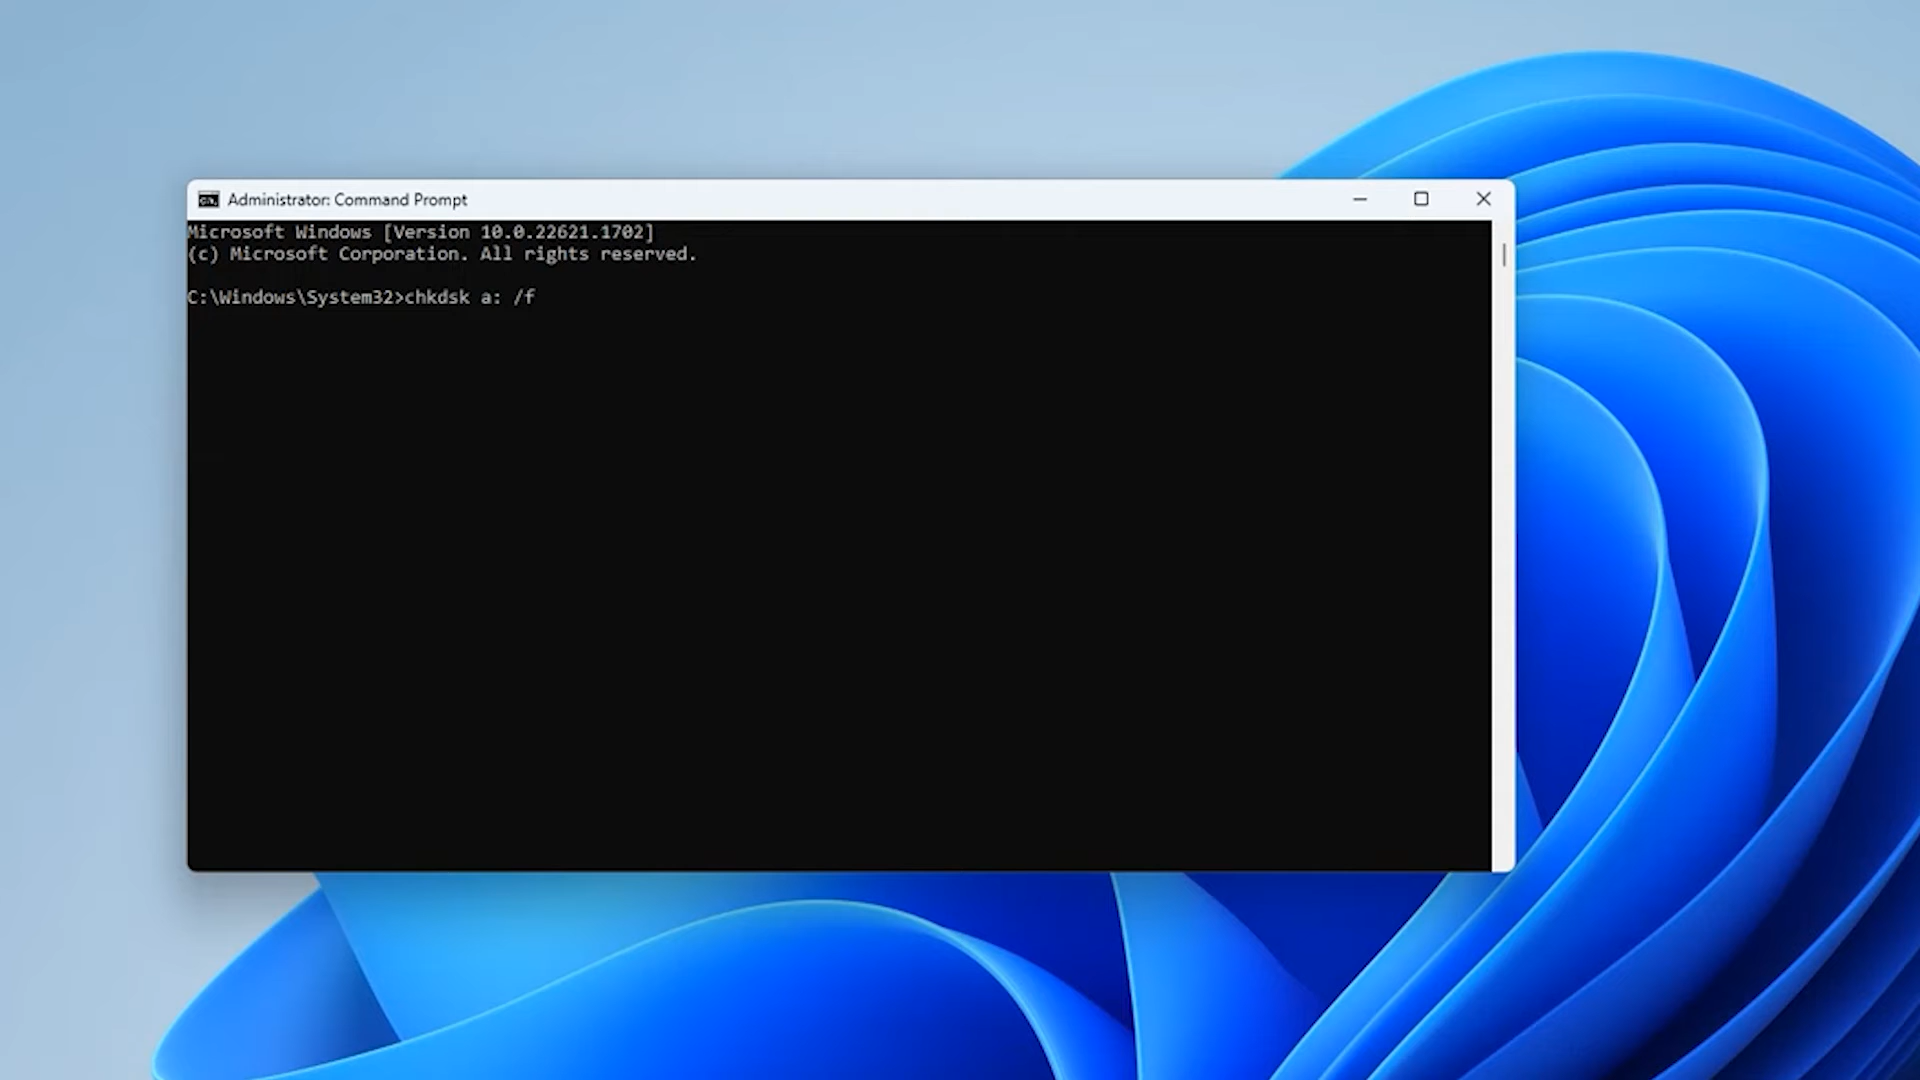 Administrator: Command Prompt
Microsoft Windows [Version 10.0.22621.1702]
(c) Microsoft Corporation. All rights reserved.
C:\Windows\System32>chkdsk a: /f